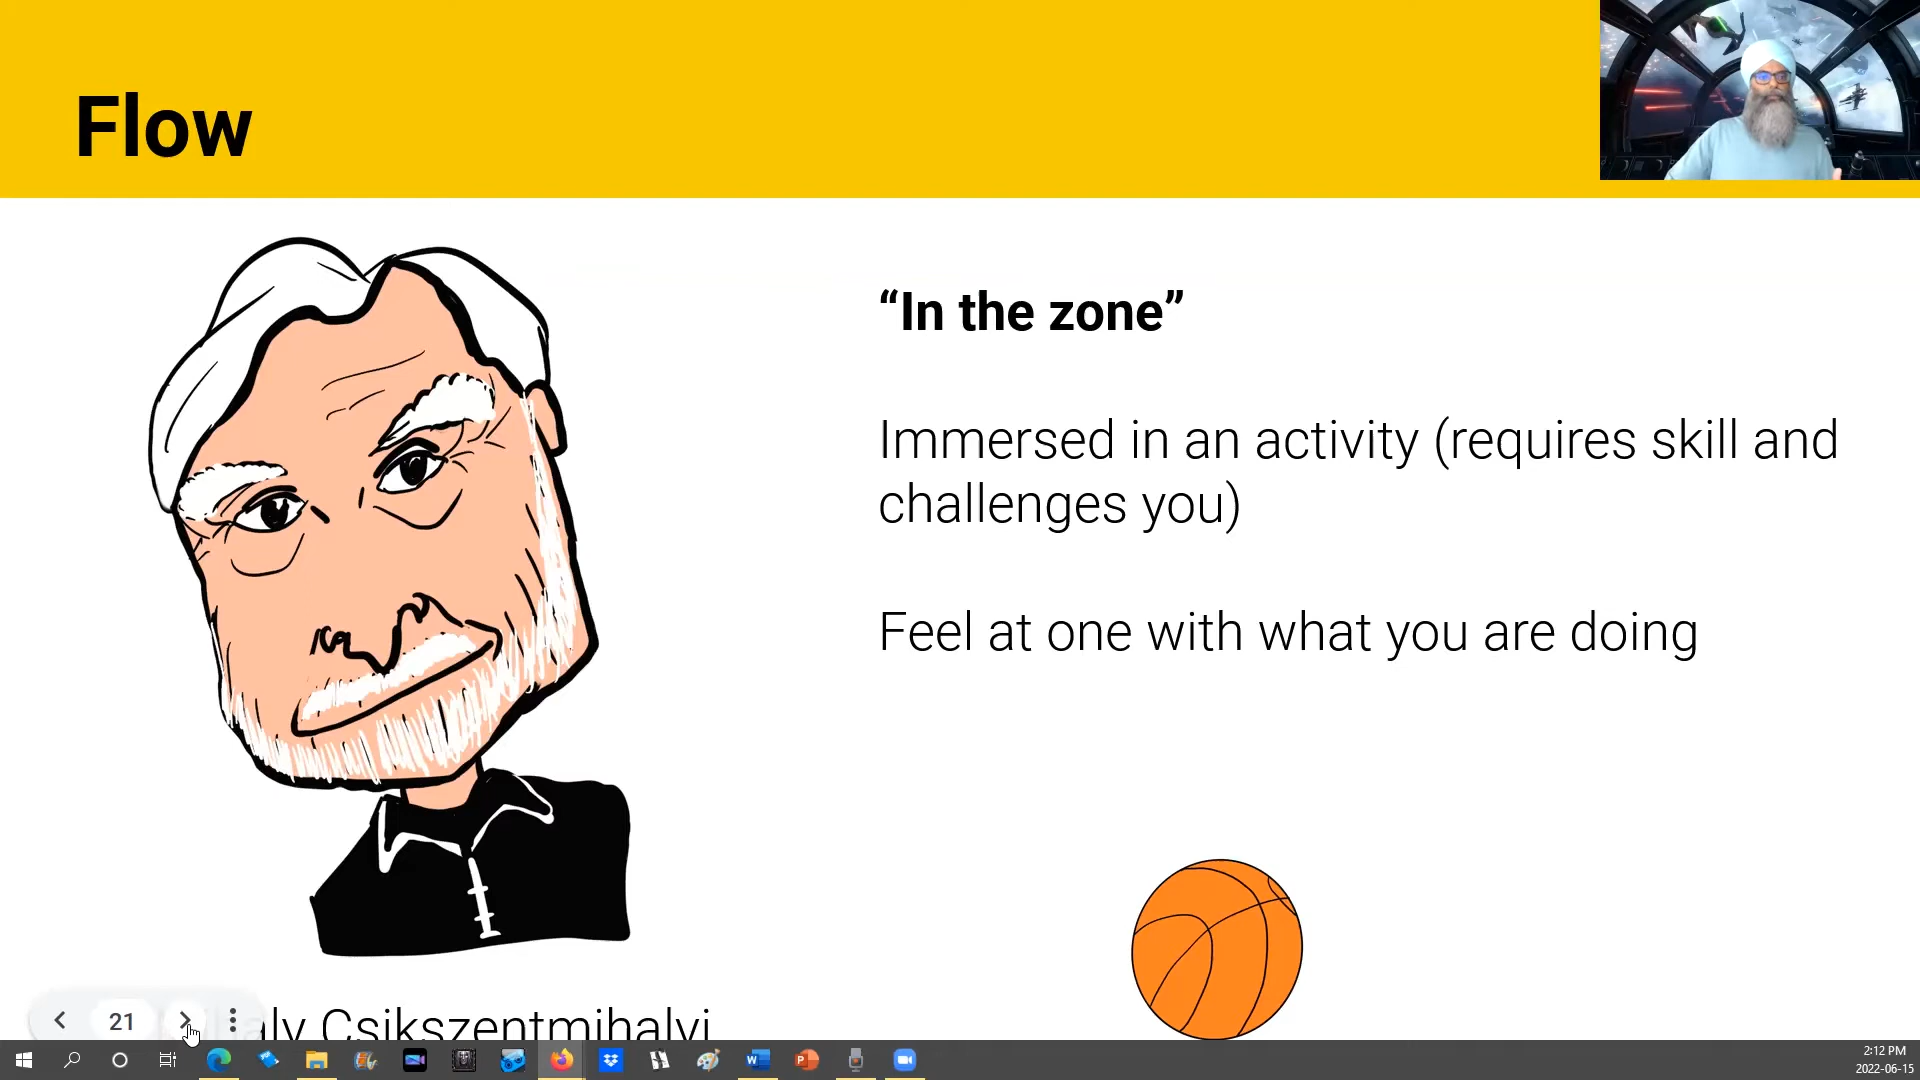 Flow
“In the zone”
Immersed in an activity (requires skill and
challenges you)
Feel at one with what you are doing
Csikszentmihalyi
21
2:12 PM
2022-06-15